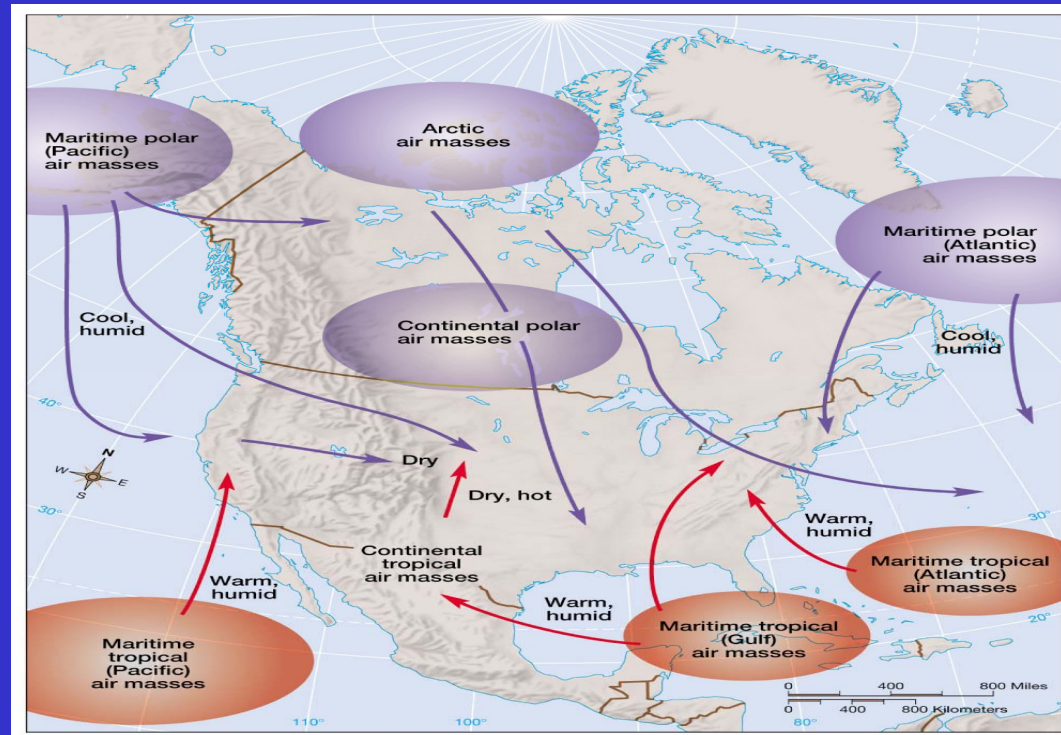 Maritime polar
(Pacific)
air masses
Arctic
air masses
Maritime polar
(Atlantic)
air masses
Cool,
humid
Continental polar
air masses
Cool,
humid
40°
N
W
E
S
Dry
Dry, hot
30°
Continental
tropical
air masses
Warm,
humid
30°
Warm,
humid
Warm,
humid
Maritime tropical
(Atlantic)
air masses
20°
Maritime
tropical
(Pacific)
air masses
Maritime tropical
(Gulf)
air masses
0 400 800 Miles
0 400 800 Kilometers
110°
100°
80°